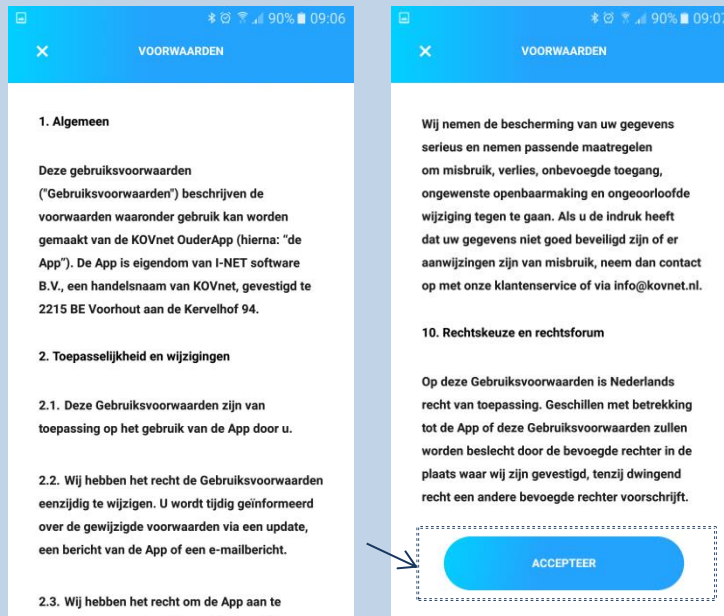 90% 09:06
VOORWAARDEN
1. Algemeen
Deze gebruiksvoorwaarden
("Gebruiksvoorwaarden") beschrijven de
voorwaarden waaronder gebruik kan worden
gemaakt van de KOVnet OuderApp (hierna: “de
App”). De App is eigendom van I-NET software
B.V., een handelsnaam van KOVnet, gevestigd te
2215 BE Voorhout aan de Kervelhof 94.
2. Toepasselijkheid en wijzigingen
2.1. Deze Gebruiksvoorwaarden zijn van
toepassing op het gebruik van de App door u.
2.2. Wij hebben het recht de Gebruiksvoorwaarden
eenzijdig te wijzigen. U wordt tijdig geïnformeerd
over de gewijzigde voorwaarden via een update,
een bericht van de App of een e-mailbericht.
2.3. Wij hebben het recht om de App aan te
90% 09:07
VOORWAARDEN
Wij nemen de bescherming van uw gegevens
serieus en nemen passende maatregelen
om misbruik, verlies, onbevoegde toegang,
ongewenste openbaarmaking en ongeoorloofde
wijziging tegen te gaan. Als u de indruk heeft
dat uw gegevens niet goed beveiligd zijn of er
aanwijzingen zijn van misbruik, neem dan contact
op met onze klantenservice of via info@kovnet.nl.
10. Rechtskeuze en rechtsforum
Op deze Gebruiksvoorwaarden is Nederlands
recht van toepassing. Geschillen met betrekking
tot de App of deze Gebruiksvoorwaarden zullen
worden beslecht door de bevoegde rechter in de
plaats waar wij zijn gevestigd, tenzij dwingend
recht een andere bevoegde rechter voorschrijft.
ACCEPTEER